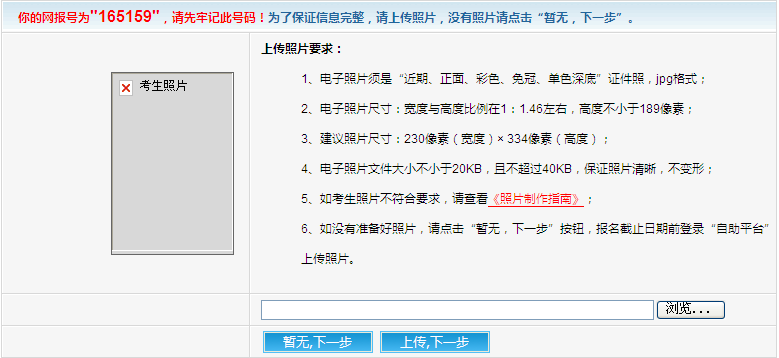 你的网报号为"165159"，请先牢记此号码！为了保证信息完整，请上传照片，没有照片请点击“暂无，下一步”。
考生照片
上传照片要求：
1、电子照片须是“近期、正面、彩色、免冠、单色深底”证件照，jpg格式；
2、电子照片尺寸：宽度与高度比例在1：1.46左右，高度不小于189像素；
3、建议照片尺寸：230像素（宽度）× 334像素（高度）；
4、电子照片文件大小不小于20KB，且不超过40KB，保证照片清晰，不变形；
5、如考生照片不符合要求，请查看《照片制作指南》；
6、如没有准备好照片，请点击“暂无，下一步”按钮，报名截止日期前登录“自助平台”
上传照片。
浏览...
暂无,下一步
上传,下一步